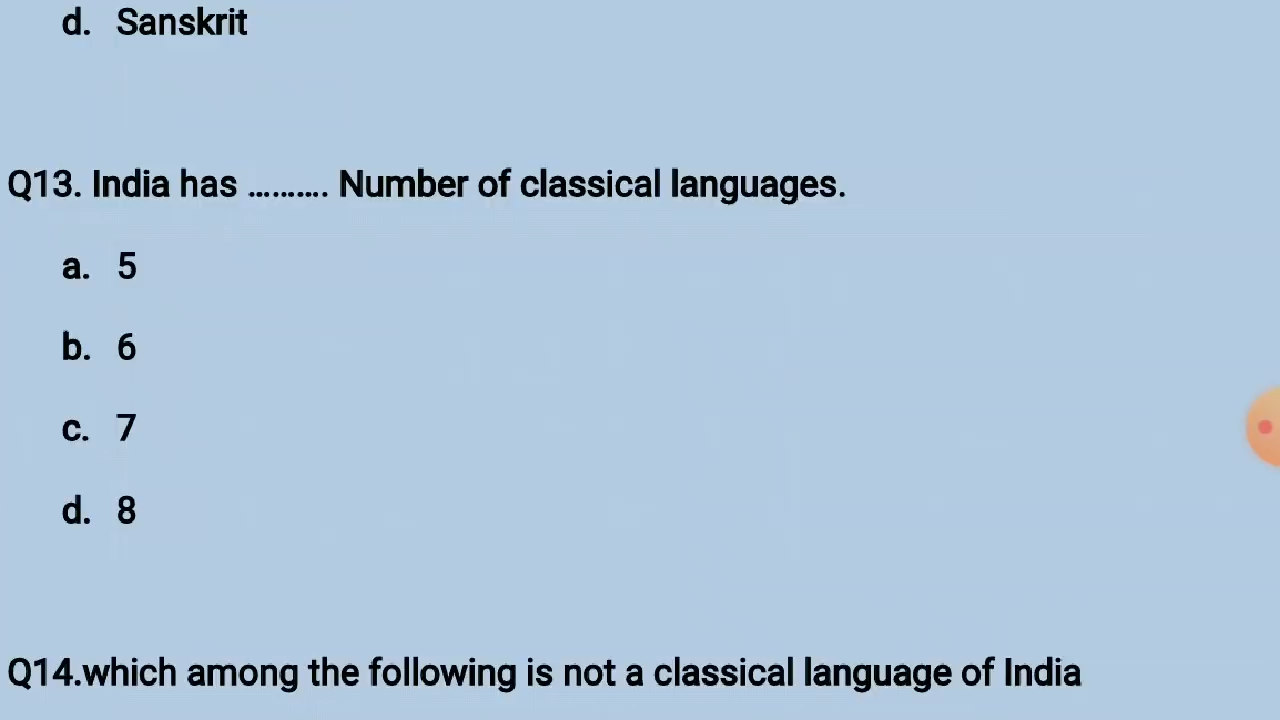 d. Sanskrit
Q13. India has .......... Number of classical languages.
a. 5
b. 6
c. 7
d. 8
Q14.which among the following is not a classical language of India